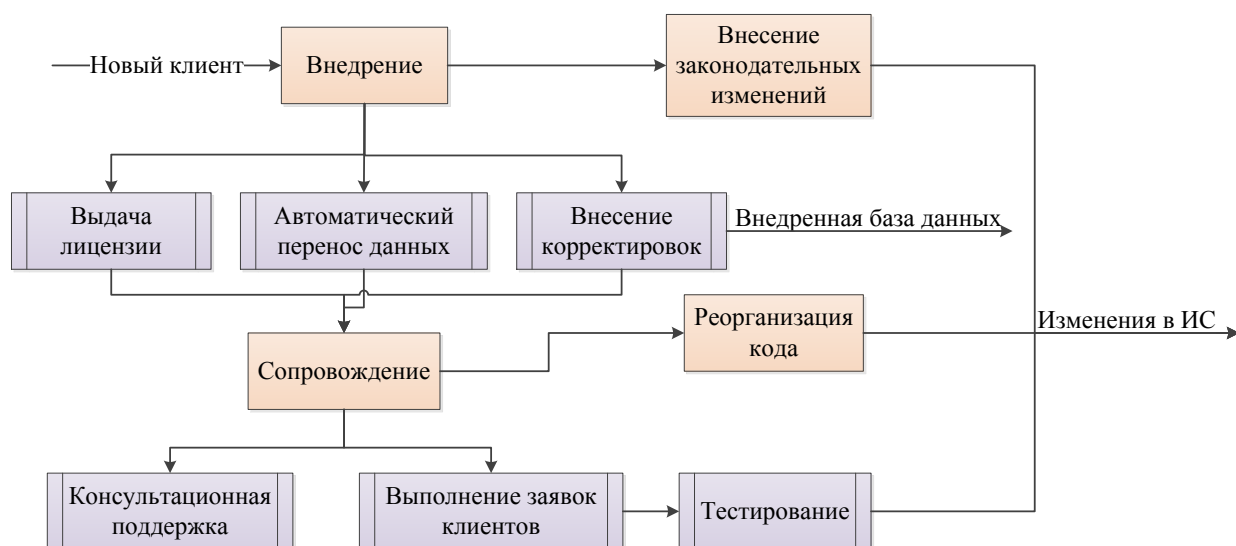 Новый клиент
Внедрение
Внесение
законодательных
изменений
Выдача
лицензии
Автоматический
перенос данных
Внесение
корректировок
Внедренная база данных
Реорганизация
кода
Изменения в ИС
Сопровождение
Консультационная
поддержка
Выполнение заявок
клиентов
Тестирование